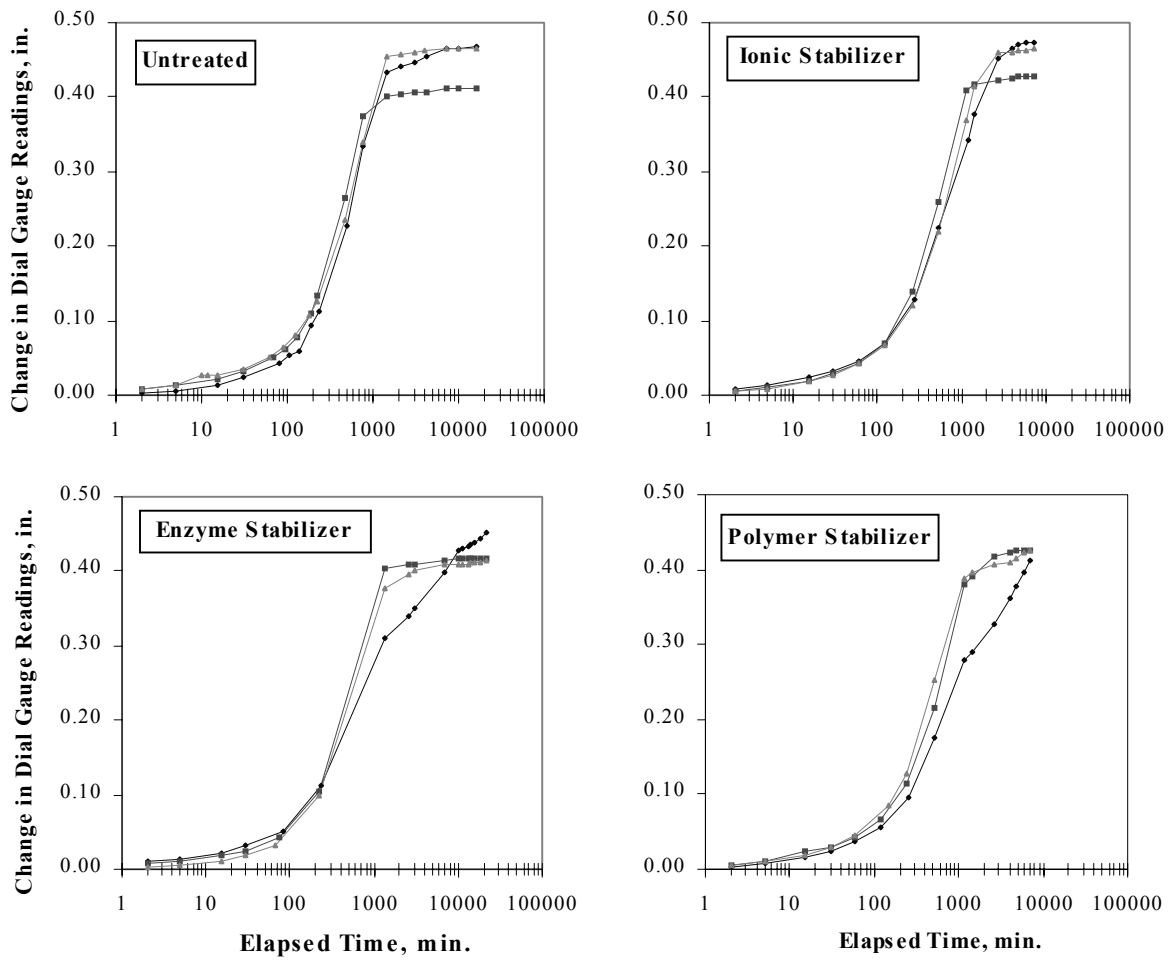 Change in Dial Gauge Readings, in.
0.50
0.40
0.30
0.20
0.10
0.00
Untreated
1 10 100 1000 10000 100000
0.50
0.40
0.30
0.20
0.10
0.00
Ionic Stabilizer
1 10 100 1000 10000 100000
Change in Dial Gauge Readings, in.
0.50
0.40
0.30
0.20
0.10
0.00
Enzyme Stabilizer
1 10 100 1000 10000 100000
Elapsed Time, min.
0.50
0.40
0.30
0.20
0.10
0.00
Polymer Stabilizer
1 10 100 1000 10000 100000
Elapsed Time, min.